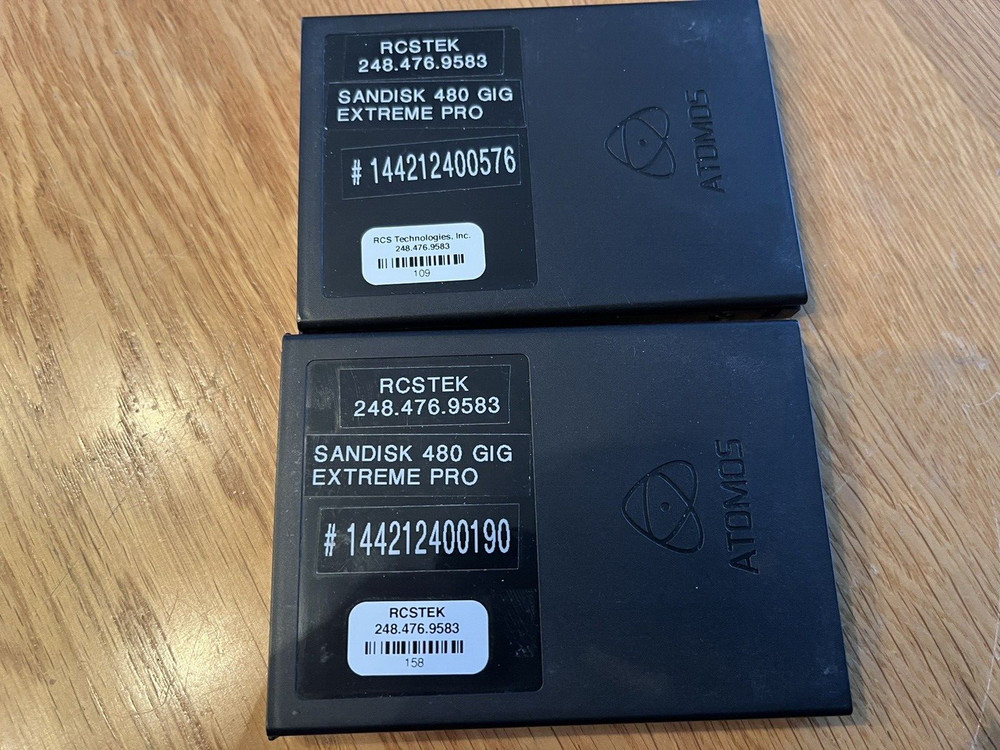 RCSTEK
248.476.9583
SANDISK 480 GIG
EXTREME PRO
# 144212400576
RCS Technologies, Inc.
248.476.9583
109
ATOMOS
RCSTEK
248.476.9583
SANDISK 480 GIG
EXTREME PRO
# 144212400190
RCSTEK
248.476.9583
158
ATOMOS